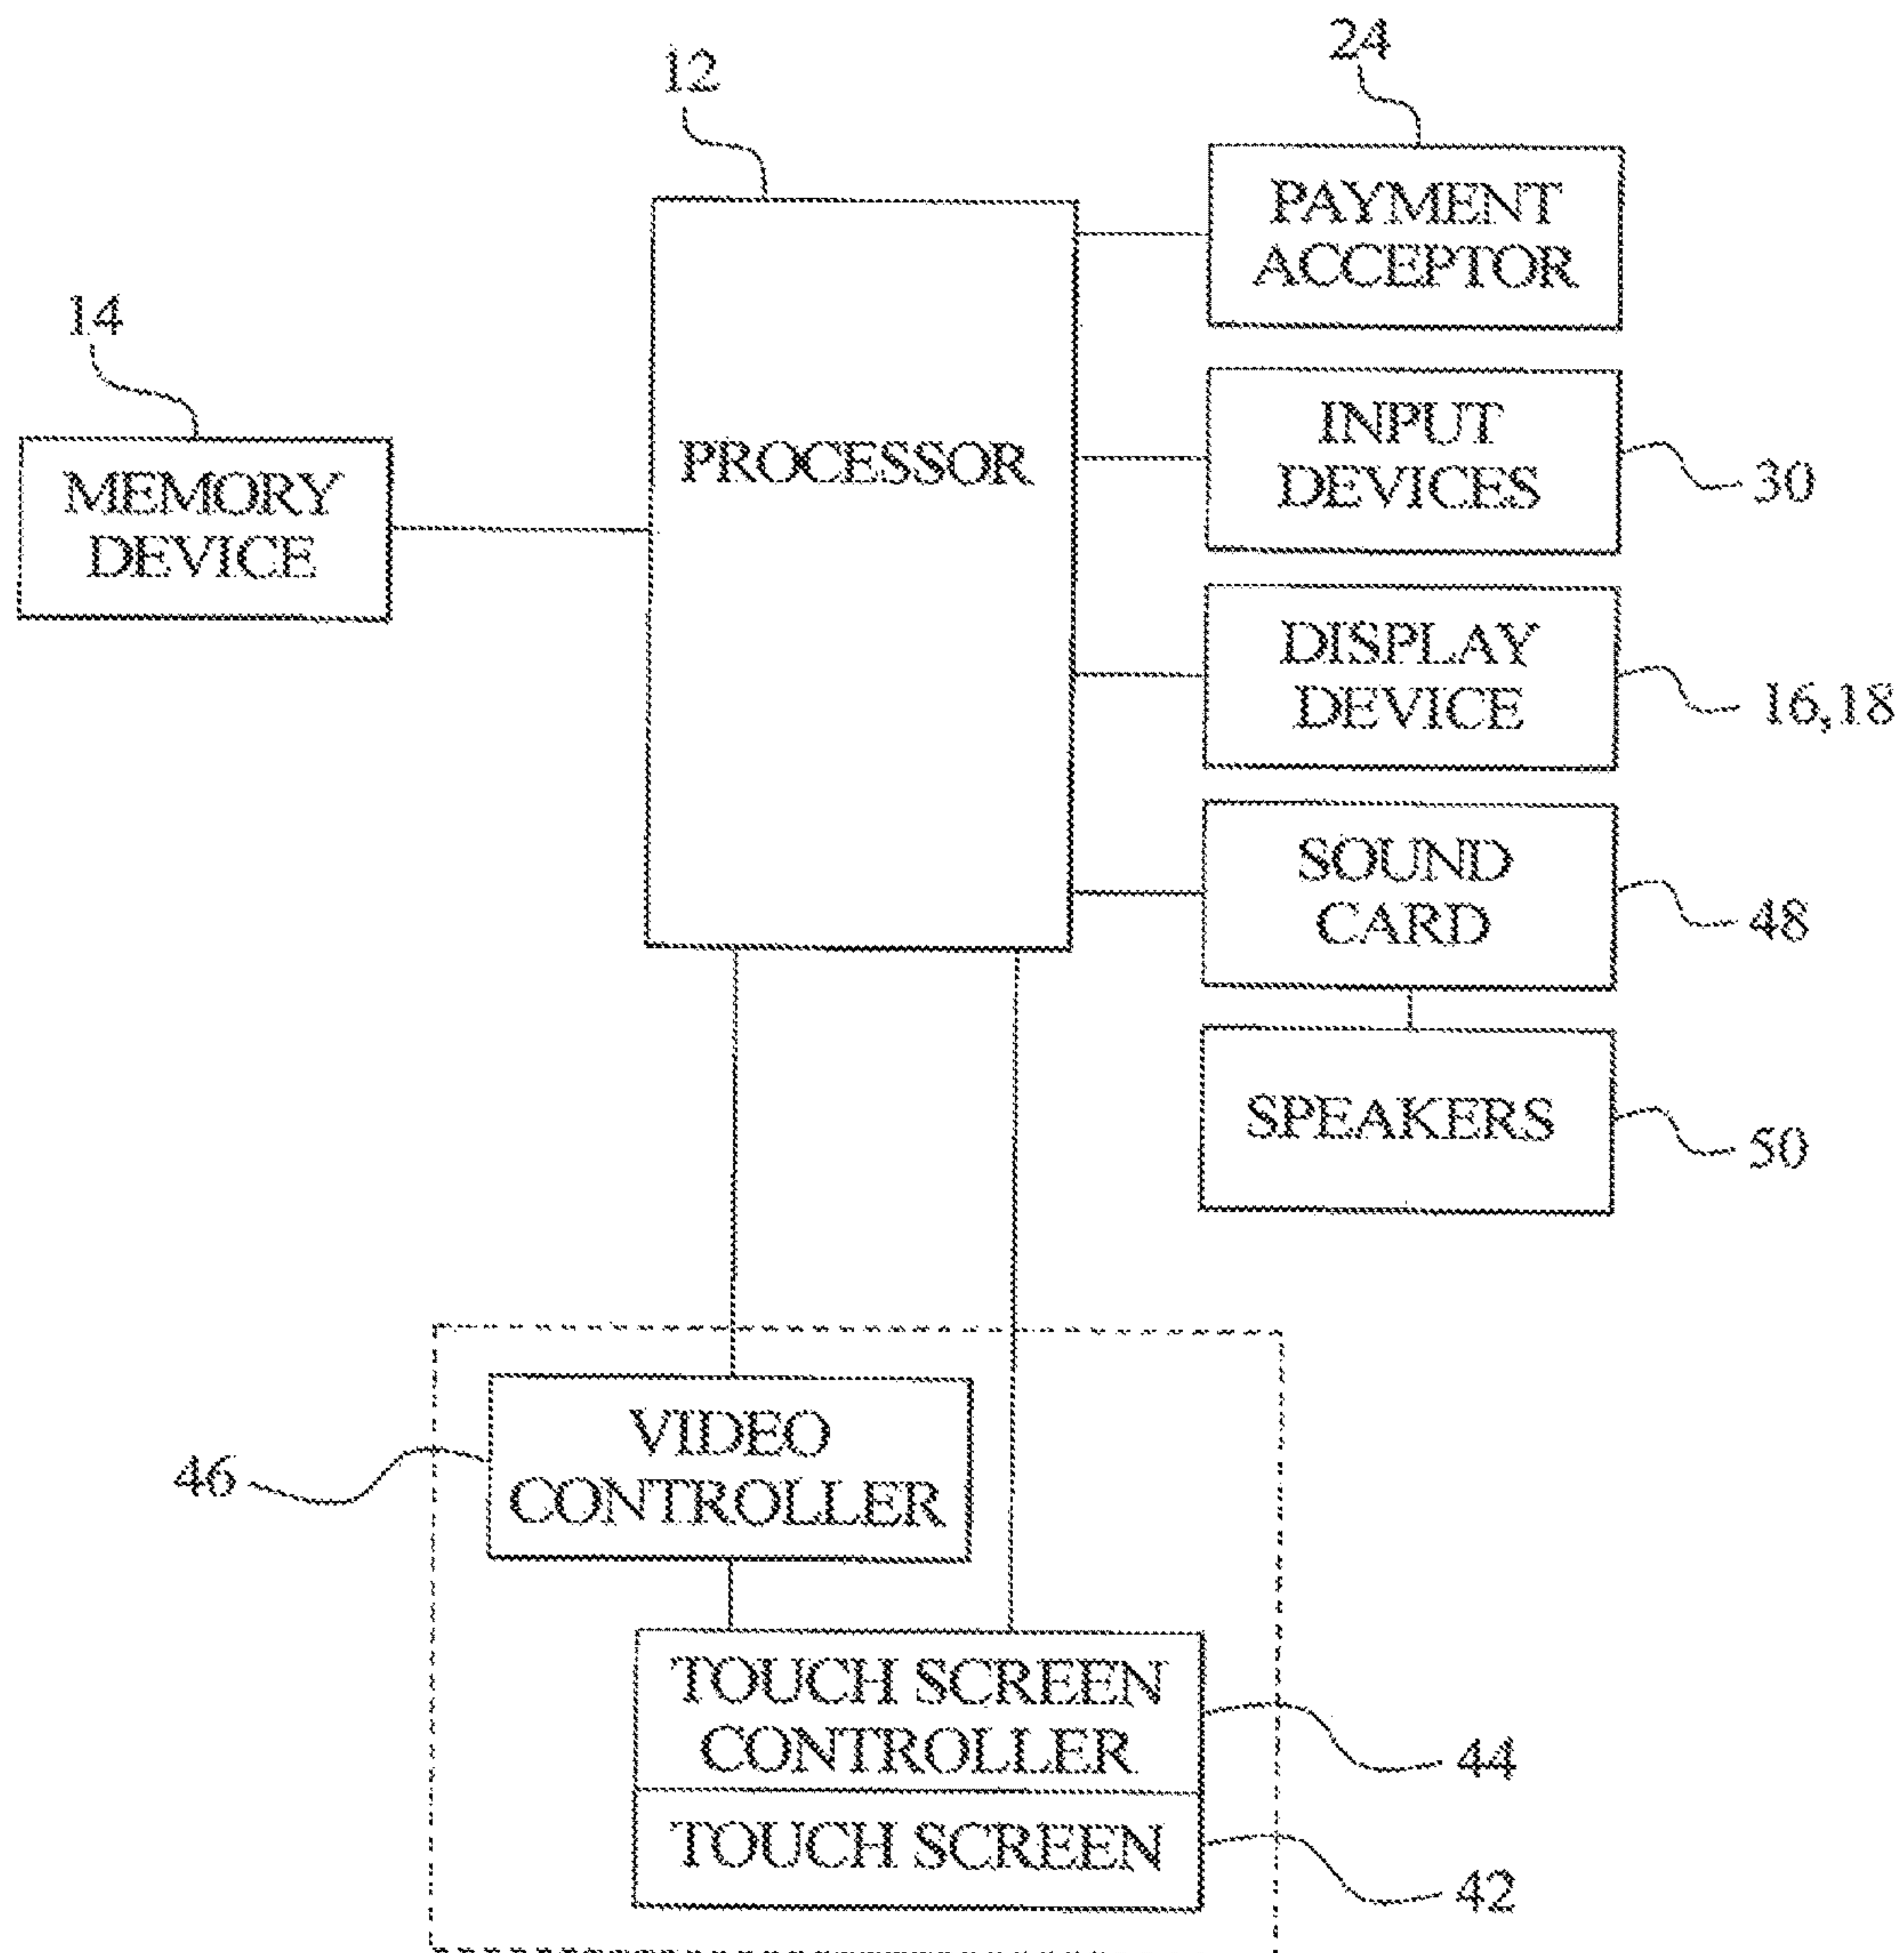 24
12
PAYMENT
ACCEPTOR
14
INPUT
DEVICES
30
PROCESSOR
MEMORY
DEVICE
DISPLAY
DEVICE
16,18
SOUND
CARD
48
SPEAKERS
50
VIDEO
CONTROLLER
46
TOUCH SCREEN
CONTROLLER
44
TOUCH SCREEN
42